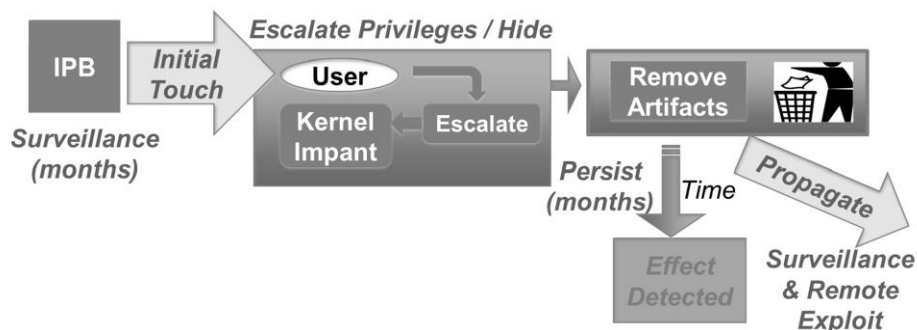 Escalate Privileges / Hide
IPB
Initial
Touch
User
Remove
Artifacts
Kernel
Impant
Escalate
Surveillance
(months)
Persist
(months)
Time
Propagate
Effect
Detected
Surveillance
& Remote
Exploit